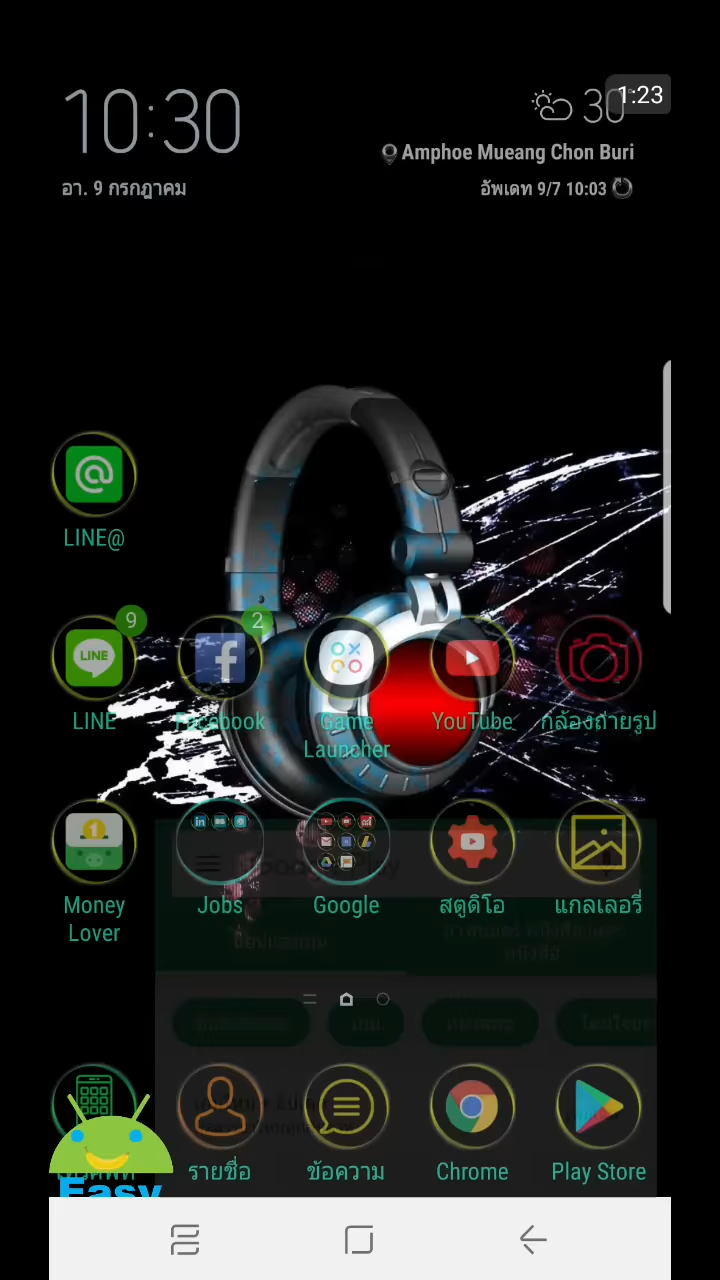 10:30
30°
1:23
Amphoe Mueang Chon Buri
อา. 9 กรกฎาคม
อัพเดท 9/7 10:03
LINE@
9
2
LINE
LINE
Facebook
Game
Launcher
YouTube
กล้องถ่ายรูป
1
Money
Lover
Jobs
Google
สตูดิโอ
แกลเลอรี่
Google Play
รายชื่อ
ข้อความ
Chrome
Play Store
Easy